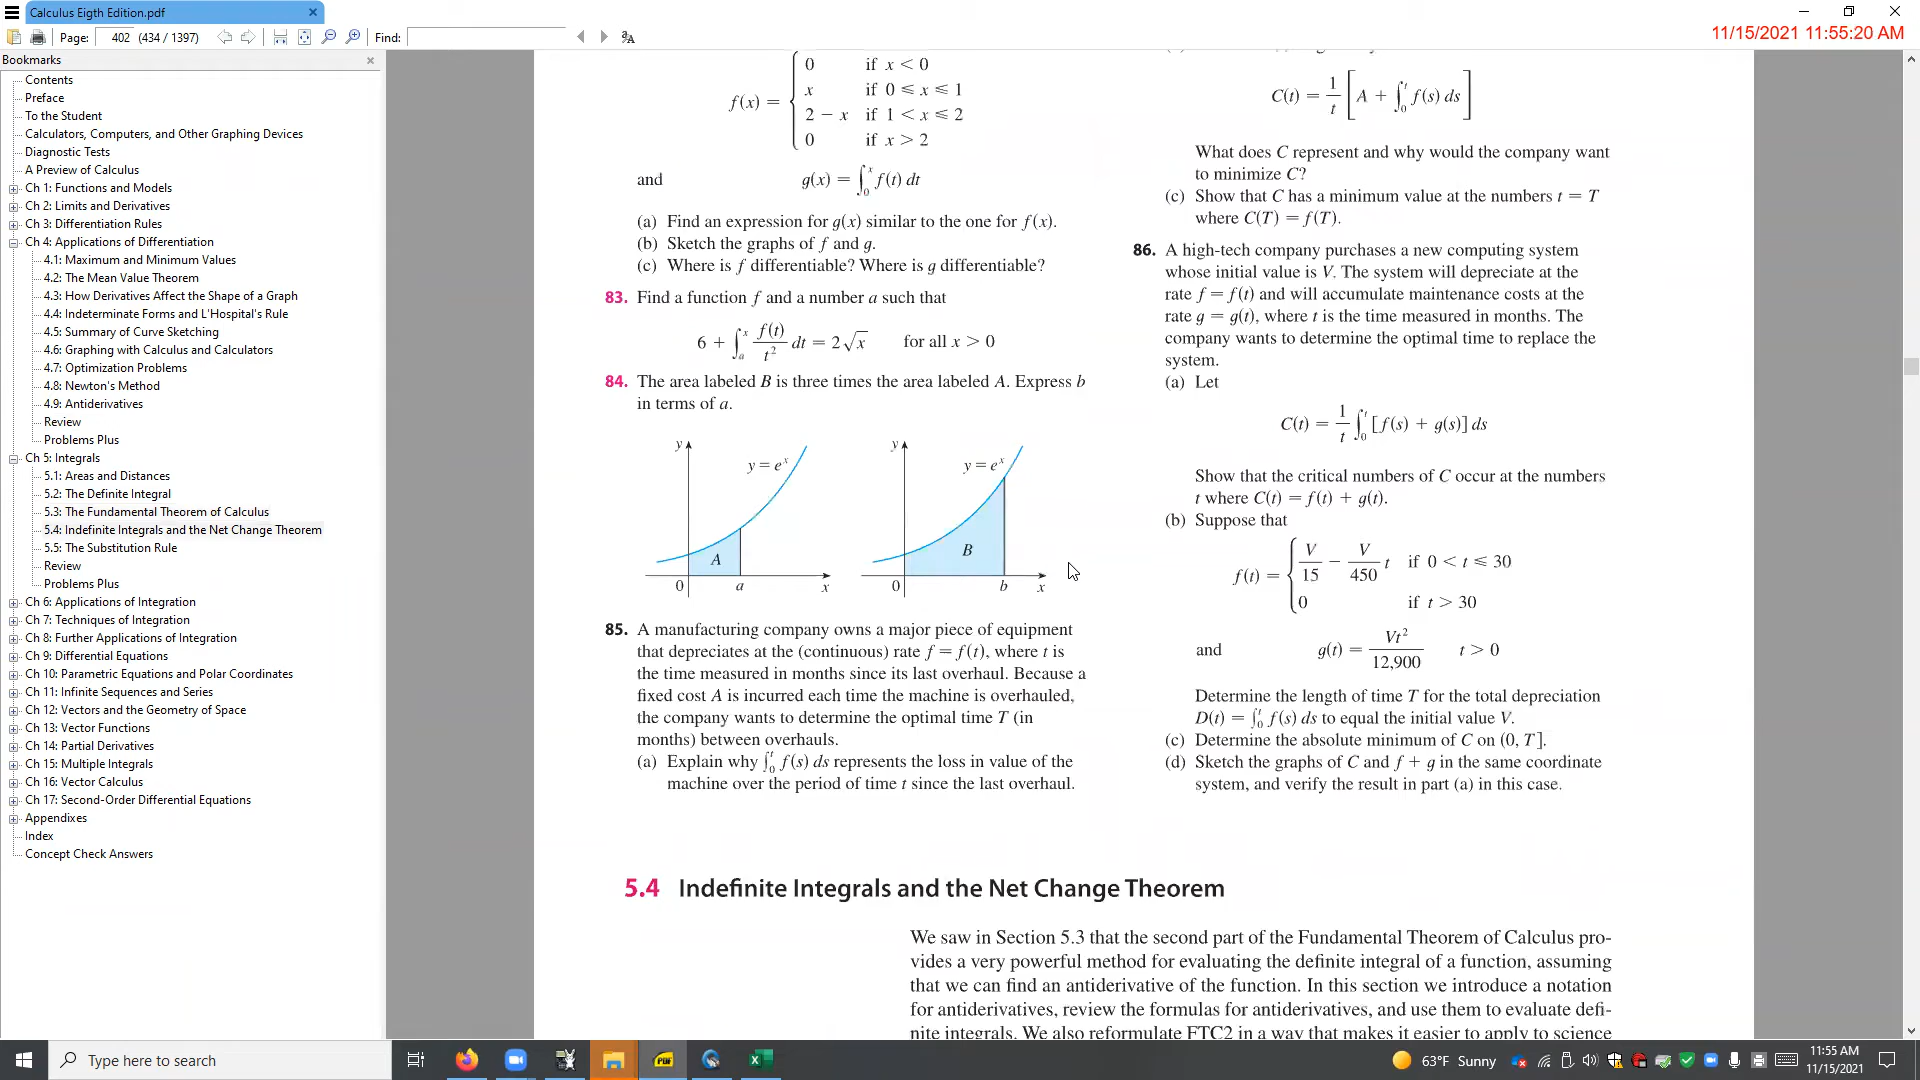 Calculus Eigth Edition.pdf
11/15/2021 11:55:20 AM
Page: 402 (434 / 1397) Find:
Bookmarks
Contents
Preface
To the Student
Calculators, Computers, and Other Graphing Devices
Diagnostic Tests
A Preview of Calculus
Ch 1: Functions and Models
Ch 2: Limits and Derivatives
Ch 3: Differentiation Rules
Ch 4: Applications of Differentiation
4.1: Maximum and Minimum Values
4.2: The Mean Value Theorem
4.3: How Derivatives Affect the Shape of a Graph
4.4: Indeterminate Forms and L'Hospital's Rule
4.5: Summary of Curve Sketching
4.6: Graphing with Calculus and Calculators
4.7: Optimization Problems
4.8: Newton's Method
4.9: Antiderivatives
Review
Problems Plus
Ch 5: Integrals
5.1: Areas and Distances
5.2: The Definite Integral
5.3: The Fundamental Theorem of Calculus
5.4: Indefinite Integrals and the Net Change Theorem
5.5: The Substitution Rule
Review
Problems Plus
Ch 6: Applications of Integration
Ch 7: Techniques of Integration
Ch 8: Further Applications of Integration
Ch 9: Differential Equations
Ch 10: Parametric Equations and Polar Coordinates
Ch 11: Infinite Sequences and Series
Ch 12: Vectors and the Geometry of Space
Ch 13: Vector Functions
Ch 14: Partial Derivatives
Ch 15: Multiple Integrals
Ch 16: Vector Calculus
Ch 17: Second-Order Differential Equations
Appendixes
Index
Concept Check Answers
f(x) = { 0 if x < 0
x if 0 ≤ x ≤ 1
2 − x if 1 < x ≤ 2
0 if x > 2
and g(x) = ∫₀ˣ f(t) dt
(a) Find an expression for g(x) similar to the one for f(x).
(b) Sketch the graphs of f and g.
(c) Where is f differentiable? Where is g differentiable?
83. Find a function f and a number a such that
6 + ∫ₐˣ f(t)/t² dt = 2√x for all x > 0
84. The area labeled B is three times the area labeled A. Express b
in terms of a.
y y = eˣ A 0 a x
y y = eˣ B 0 b x
85. A manufacturing company owns a major piece of equipment
that depreciates at the (continuous) rate f = f(t), where t is
the time measured in months since its last overhaul. Because a
fixed cost A is incurred each time the machine is overhauled,
the company wants to determine the optimal time T (in
months) between overhauls.
(a) Explain why ∫₀ᵗ f(s) ds represents the loss in value of the
machine over the period of time t since the last overhaul.
C(t) = 1/t [A + ∫₀ᵗ f(s) ds]
What does C represent and why would the company want
to minimize C?
(c) Show that C has a minimum value at the numbers t = T
where C(T) = f(T).
86. A high-tech company purchases a new computing system
whose initial value is V. The system will depreciate at the
rate f = f(t) and will accumulate maintenance costs at the
rate g = g(t), where t is the time measured in months. The
company wants to determine the optimal time to replace the
system.
(a) Let
C(t) = 1/t ∫₀ᵗ [f(s) + g(s)] ds
Show that the critical numbers of C occur at the numbers
t where C(t) = f(t) + g(t).
(b) Suppose that
f(t) = { V/15 − V/450 t if 0 < t ≤ 30
0 if t > 30
and g(t) = Vt²/12,900 t > 0
Determine the length of time T for the total depreciation
D(t) = ∫₀ᵗ f(s) ds to equal the initial value V.
(c) Determine the absolute minimum of C on (0, T].
(d) Sketch the graphs of C and f + g in the same coordinate
system, and verify the result in part (a) in this case.
5.4 Indefinite Integrals and the Net Change Theorem
We saw in Section 5.3 that the second part of the Fundamental Theorem of Calculus pro-
vides a very powerful method for evaluating the definite integral of a function, assuming
that we can find an antiderivative of the function. In this section we introduce a notation
for antiderivatives, review the formulas for antiderivatives, and use them to evaluate defi-
nite integrals. We also reformulate FTC2 in a way that makes it easier to apply to science
Type here to search
63°F Sunny
11:55 AM
11/15/2021